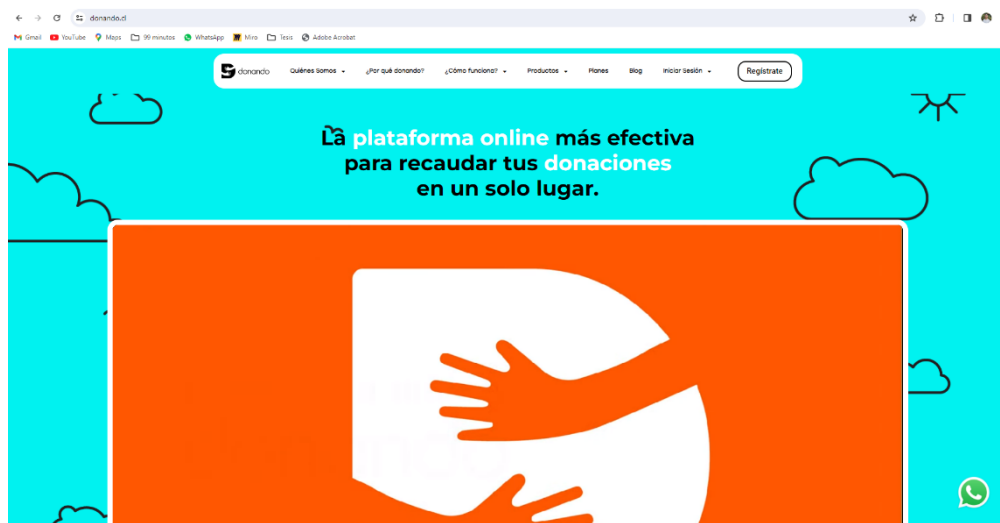 donando.cl
Gmail YouTube Maps 99 minutos WhatsApp Miro Tesis Adobe Acrobat
donando Quiénes Somos ¿Por qué donando? ¿Cómo funciona? Productos Planes Blog Iniciar Sesión Regístrate
La plataforma online más efectiva
para recaudar tus donaciones
en un solo lugar.